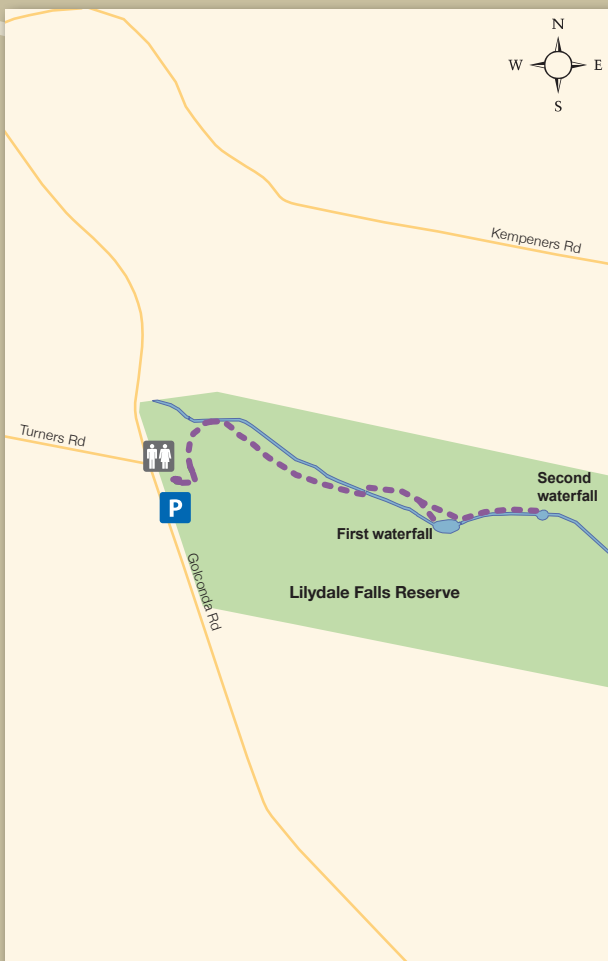 N
W
E
S
Kempeners Rd
Turners Rd
P
Second
waterfall
First waterfall
Golconda Rd
Lilydale Falls Reserve